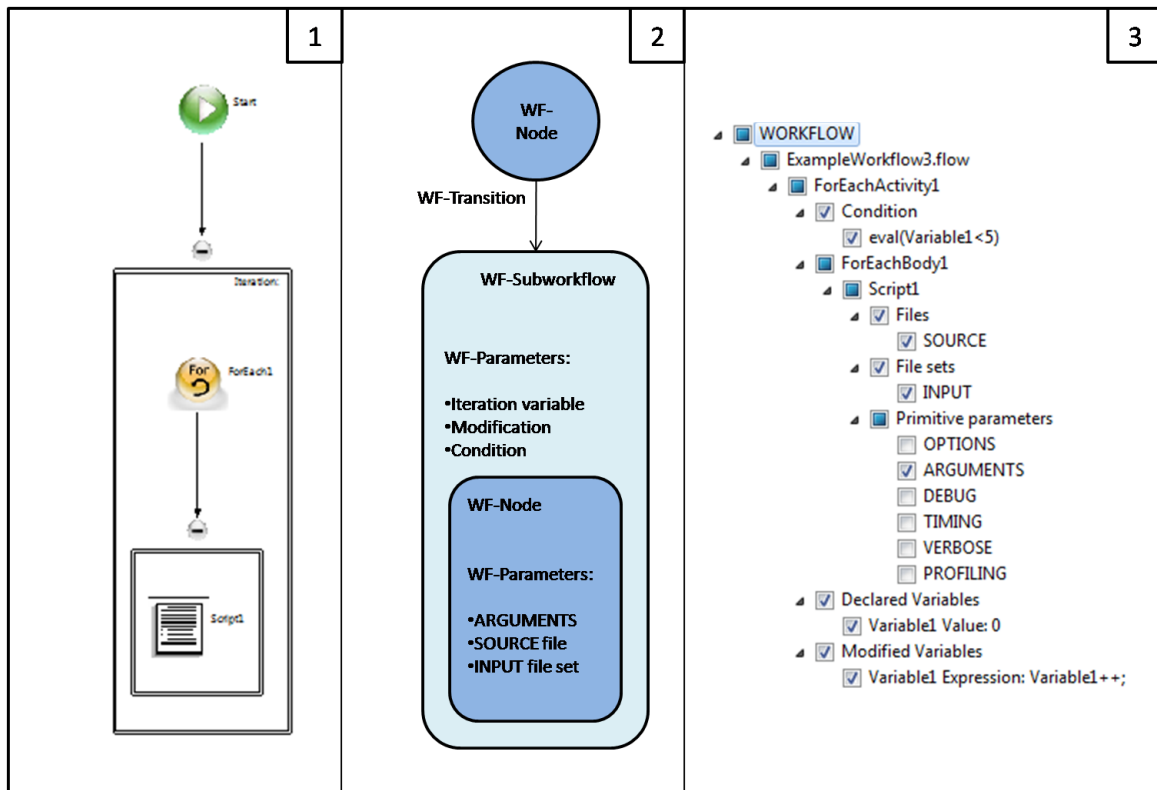 1
Start
Iteration:
For
ForEach1
Script1
2
WF-
Node
WF-Transition
WF-Subworkflow
WF-Parameters:
•Iteration variable
•Modification
•Condition
WF-Node
WF-Parameters:
•ARGUMENTS
•SOURCE file
•INPUT file set
3
WORKFLOW
ExampleWorkflow3.flow
ForEachActivity1
Condition
eval(Variable1<5)
ForEachBody1
Script1
Files
SOURCE
File sets
INPUT
Primitive parameters
OPTIONS
ARGUMENTS
DEBUG
TIMING
VERBOSE
PROFILING
Declared Variables
Variable1 Value: 0
Modified Variables
Variable1 Expression: Variable1++;